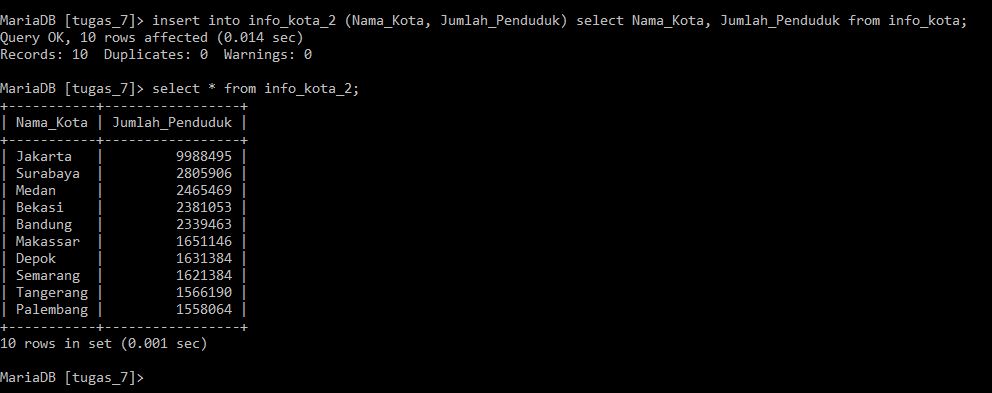 MariaDB [tugas_7]> insert into info_kota_2 (Nama_Kota, Jumlah_Penduduk) select Nama_Kota, Jumlah_Penduduk from info_kota;
Query OK, 10 rows affected (0.014 sec)
Records: 10  Duplicates: 0  Warnings: 0

MariaDB [tugas_7]> select * from info_kota_2;
+-----------+-----------------+
| Nama_Kota | Jumlah_Penduduk |
+-----------+-----------------+
| Jakarta   |         9988495 |
| Surabaya  |         2805906 |
| Medan     |         2465469 |
| Bekasi    |         2381053 |
| Bandung   |         2339463 |
| Makassar  |         1651146 |
| Depok     |         1631384 |
| Semarang  |         1621384 |
| Tangerang |         1566190 |
| Palembang |         1558064 |
+-----------+-----------------+
10 rows in set (0.001 sec)

MariaDB [tugas_7]>